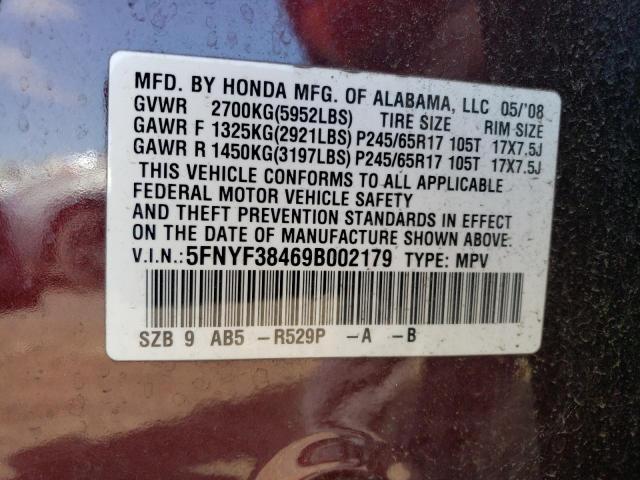 MFD. BY HONDA MFG. OF ALABAMA, LLC 05/'08
GVWR 2700KG(5952LBS) TIRE SIZE RIM SIZE
GAWR F 1325KG(2921LBS) P245/65R17 105T 17X7.5J
GAWR R 1450KG(3197LBS) P245/65R17 105T 17X7.5J
THIS VEHICLE CONFORMS TO ALL APPLICABLE
FEDERAL MOTOR VEHICLE SAFETY
AND THEFT PREVENTION STANDARDS IN EFFECT
ON THE DATE OF MANUFACTURE SHOWN ABOVE.
V.I.N.: 5FNYF38469B002179 TYPE: MPV
SZB 9 AB5 -R529P -A -B